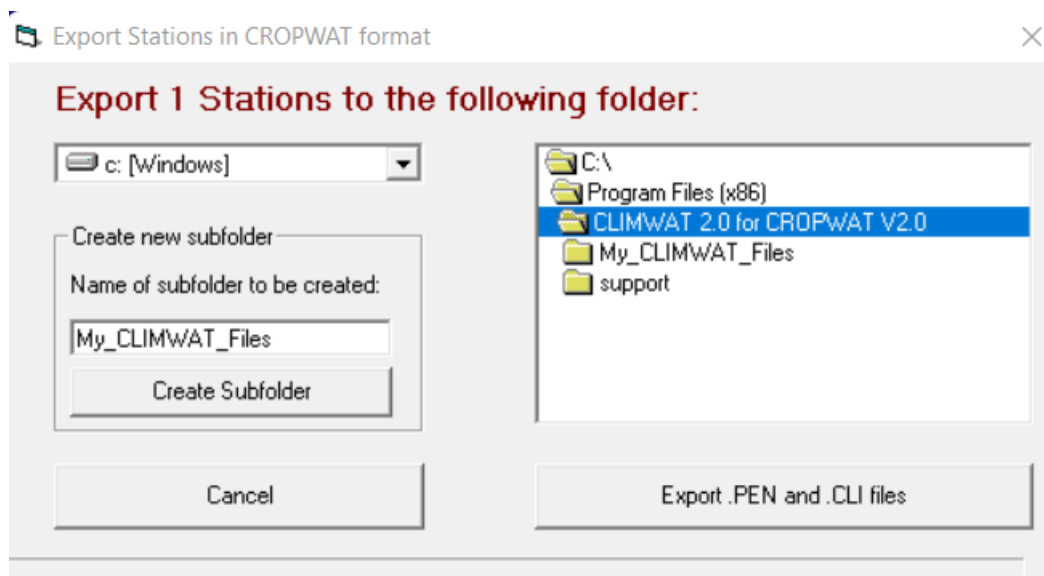 Export Stations in CROPWAT format
Export 1 Stations to the following folder:
c: [Windows]
Create new subfolder
Name of subfolder to be created:
My_CLIMWAT_Files
Create Subfolder
C:\
Program Files (x86)
CLIMWAT 2.0 for CROPWAT V2.0
My_CLIMWAT_Files
support
Cancel
Export .PEN and .CLI files